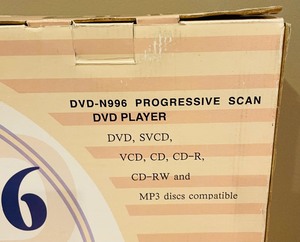 DVD-N996 PROGRESSIVE SCAN
DVD PLAYER
DVD, SVCD,
VCD, CD, CD-R,
CD-RW and
MP3 discs compatible
6